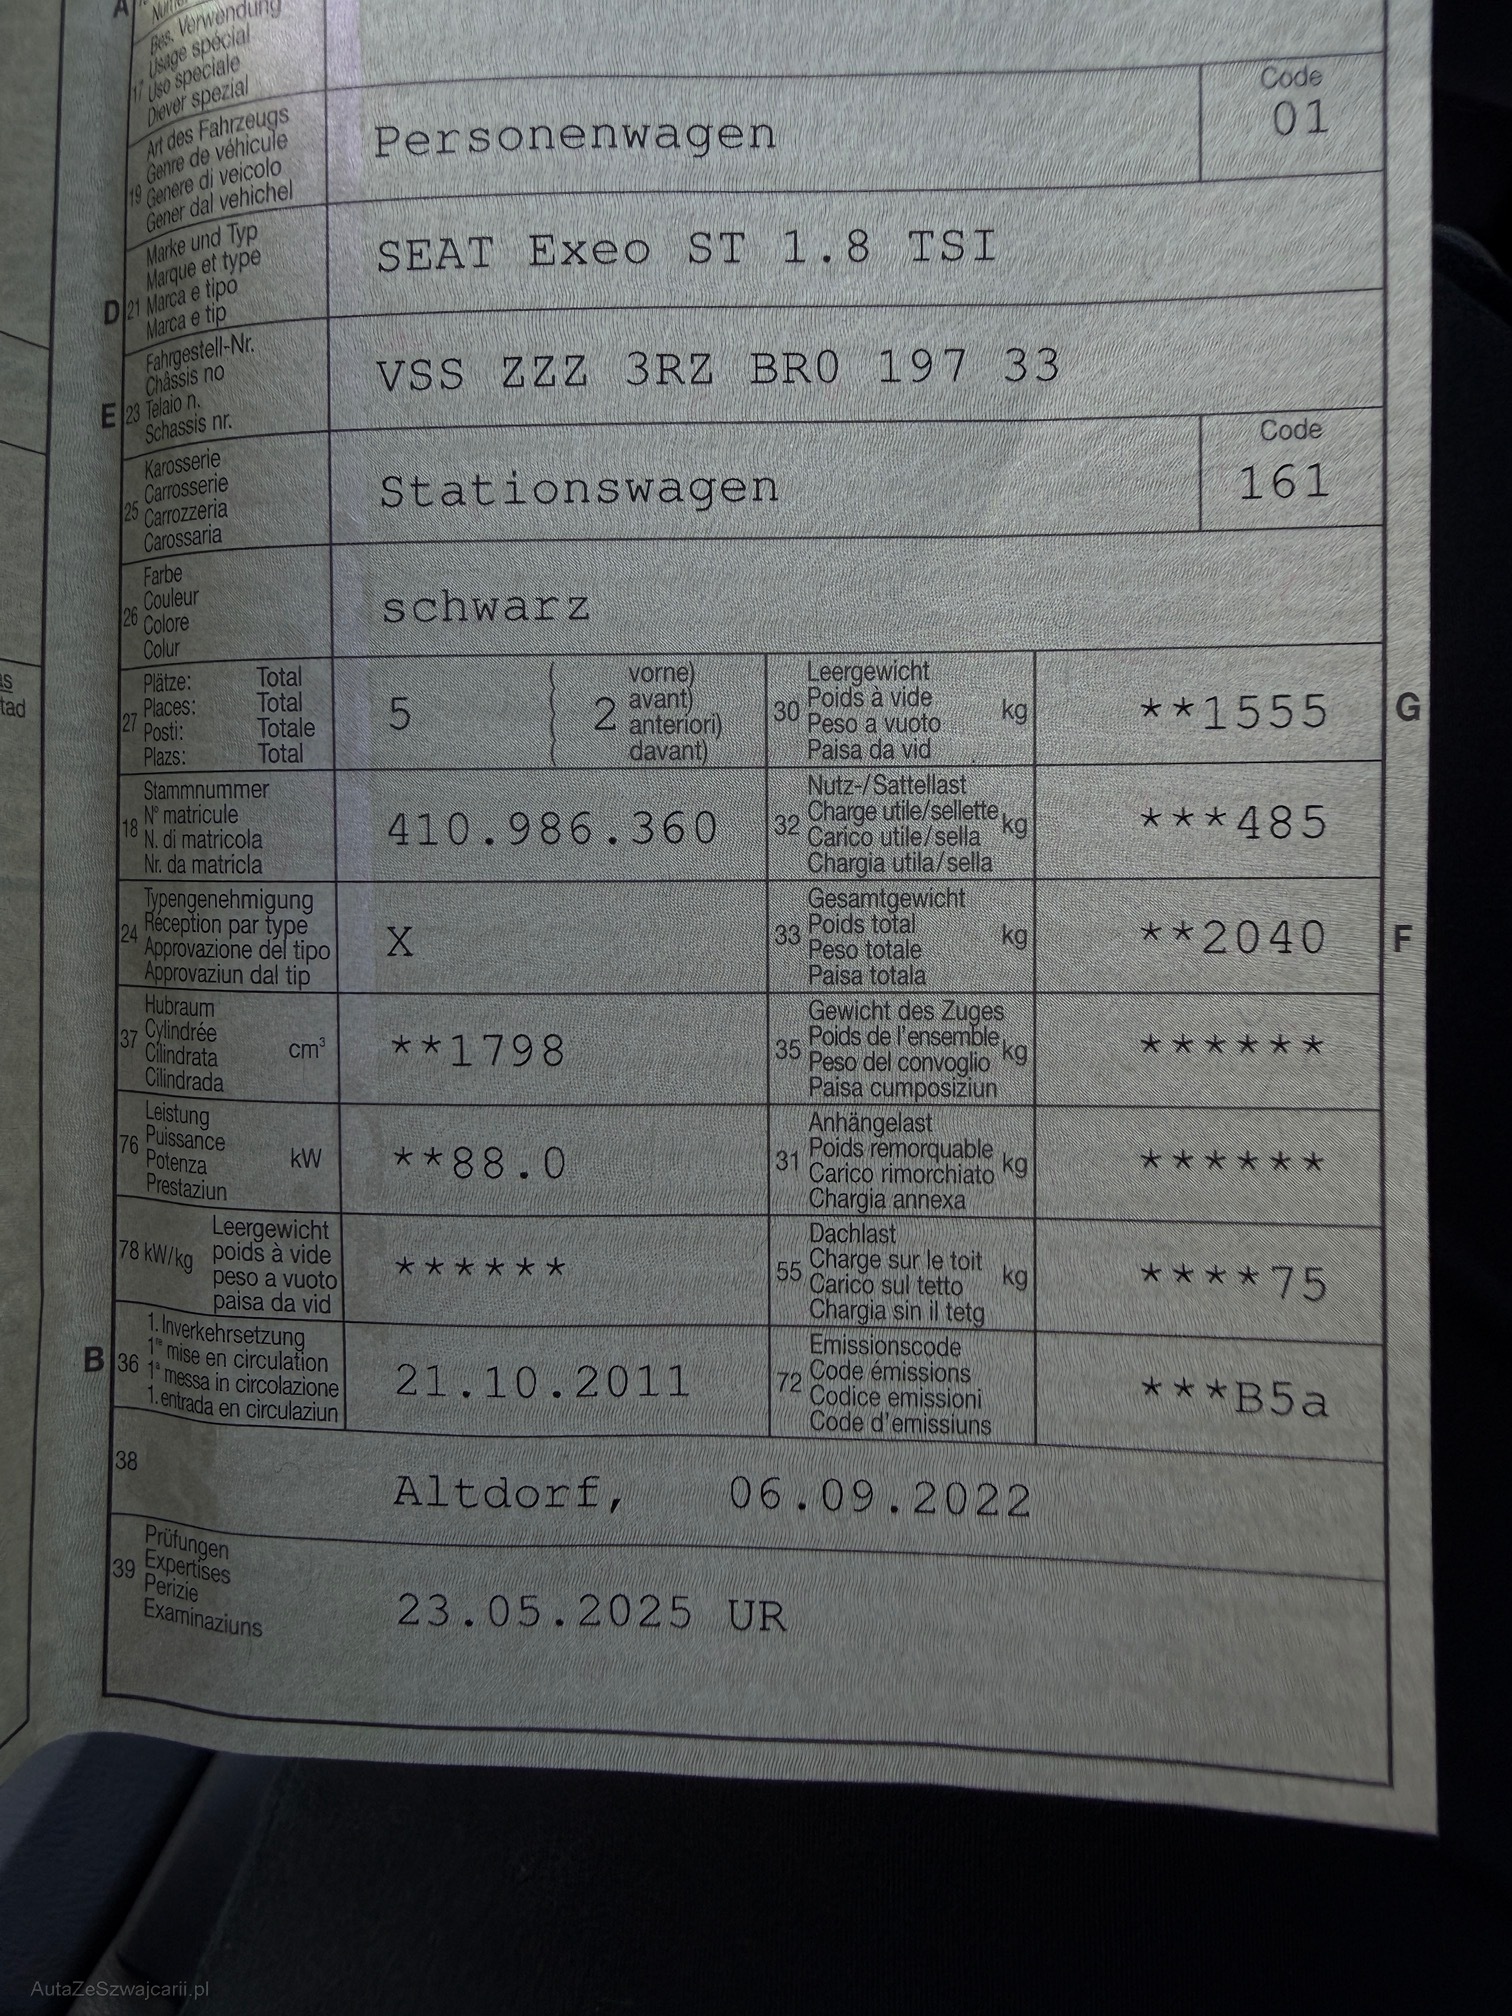 A
Bes. Verwendung
Usage spécial
17 Uso speciale
Diever spezial
Art des Fahrzeugs
Genre de véhicule
19 Genere di veicolo
Gener dal vehichel
Personenwagen
Code
01
Marke und Typ
Marque et type
D 21 Marca e tipo
Marca e tip
SEAT Exeo ST 1.8 TSI
Fahrgestell-Nr.
Châssis no
E 23 Telaio n.
Schassis nr.
VSS ZZZ 3RZ BR0 197 33
Karosserie
Carrosserie
25 Carrozzeria
Carossaria
Stationswagen
Code
161
Farbe
Couleur
26 Colore
Colur
schwarz
Plätze: Total
Places: Total
27 Posti: Totale
Plazs: Total
5
( vorne)
( 2 avant)
( anteriori)
( davant)
Leergewicht
30 Poids à vide kg
Peso a vuoto
Paisa da vid
**1555
G
Stammnummer
N° matricule
18 N. di matricola
Nr. da matricla
410.986.360
Nutz-/Sattellast
32 Charge utile/sellette kg
Carico utile/sella
Chargia utila/sella
***485
Typengenehmigung
24 Réception par type
Approvazione del tipo
Approvaziun dal tip
X
Gesamtgewicht
33 Poids total kg
Peso totale
Paisa totala
**2040
F
Hubraum
37 Cylindrée
Cilindrata cm³
Cilindrada
**1798
Gewicht des Zuges
35 Poids de l'ensemble kg
Peso del convoglio
Paisa cumposiziun
******
Leistung
76 Puissance kW
Potenza
Prestaziun
**88.0
Anhängelast
31 Poids remorquable kg
Carico rimorchiato
Chargia annexa
******
Leergewicht
78 kW/kg poids à vide
peso a vuoto
paisa da vid
******
Dachlast
55 Charge sur le toit kg
Carico sul tetto
Chargia sin il tetg
****75
1. Inverkehrsetzung
B 36 1re mise en circulation
1a messa in circolazione
1. entrada en circulaziun
21.10.2011
Emissionscode
72 Code émissions
Codice emissioni
Code d'emissiuns
***B5a
38
Altdorf, 06.09.2022
Prüfungen
39 Expertises
Perizie
Examinaziuns
23.05.2025 UR
AutaZeSzwajcarii.pl